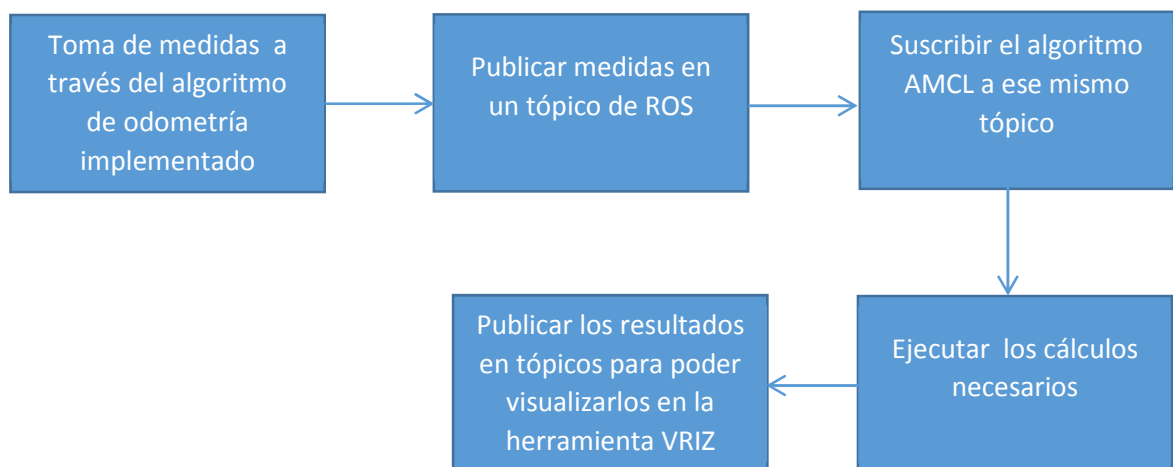 Toma de medidas a
través del algoritmo
de odometría
implementado
Publicar medidas en
un tópico de ROS
Suscribir el algoritmo
AMCL a ese mismo
tópico
Ejecutar los cálculos
necesarios
Publicar los resultados
en tópicos para poder
visualizarlos en la
herramienta VRIZ